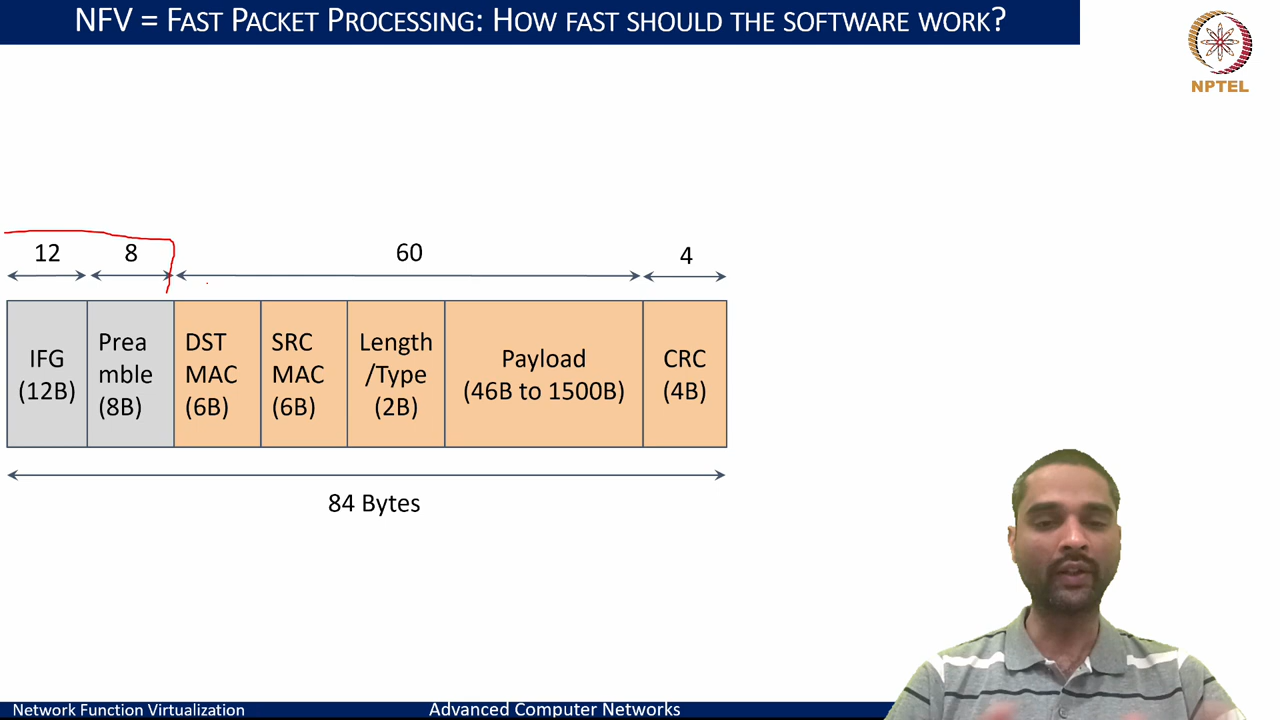 NFV = FAST PACKET PROCESSING: HOW FAST SHOULD THE SOFTWARE WORK?
NPTEL
12 8 60 4
IFG (12B)
Prea
mble
(8B)
DST
MAC
(6B)
SRC
MAC
(6B)
Length
/Type
(2B)
Payload
(46B to 1500B)
CRC
(4B)
84 Bytes
Network Function Virtualization
Advanced Computer Networks